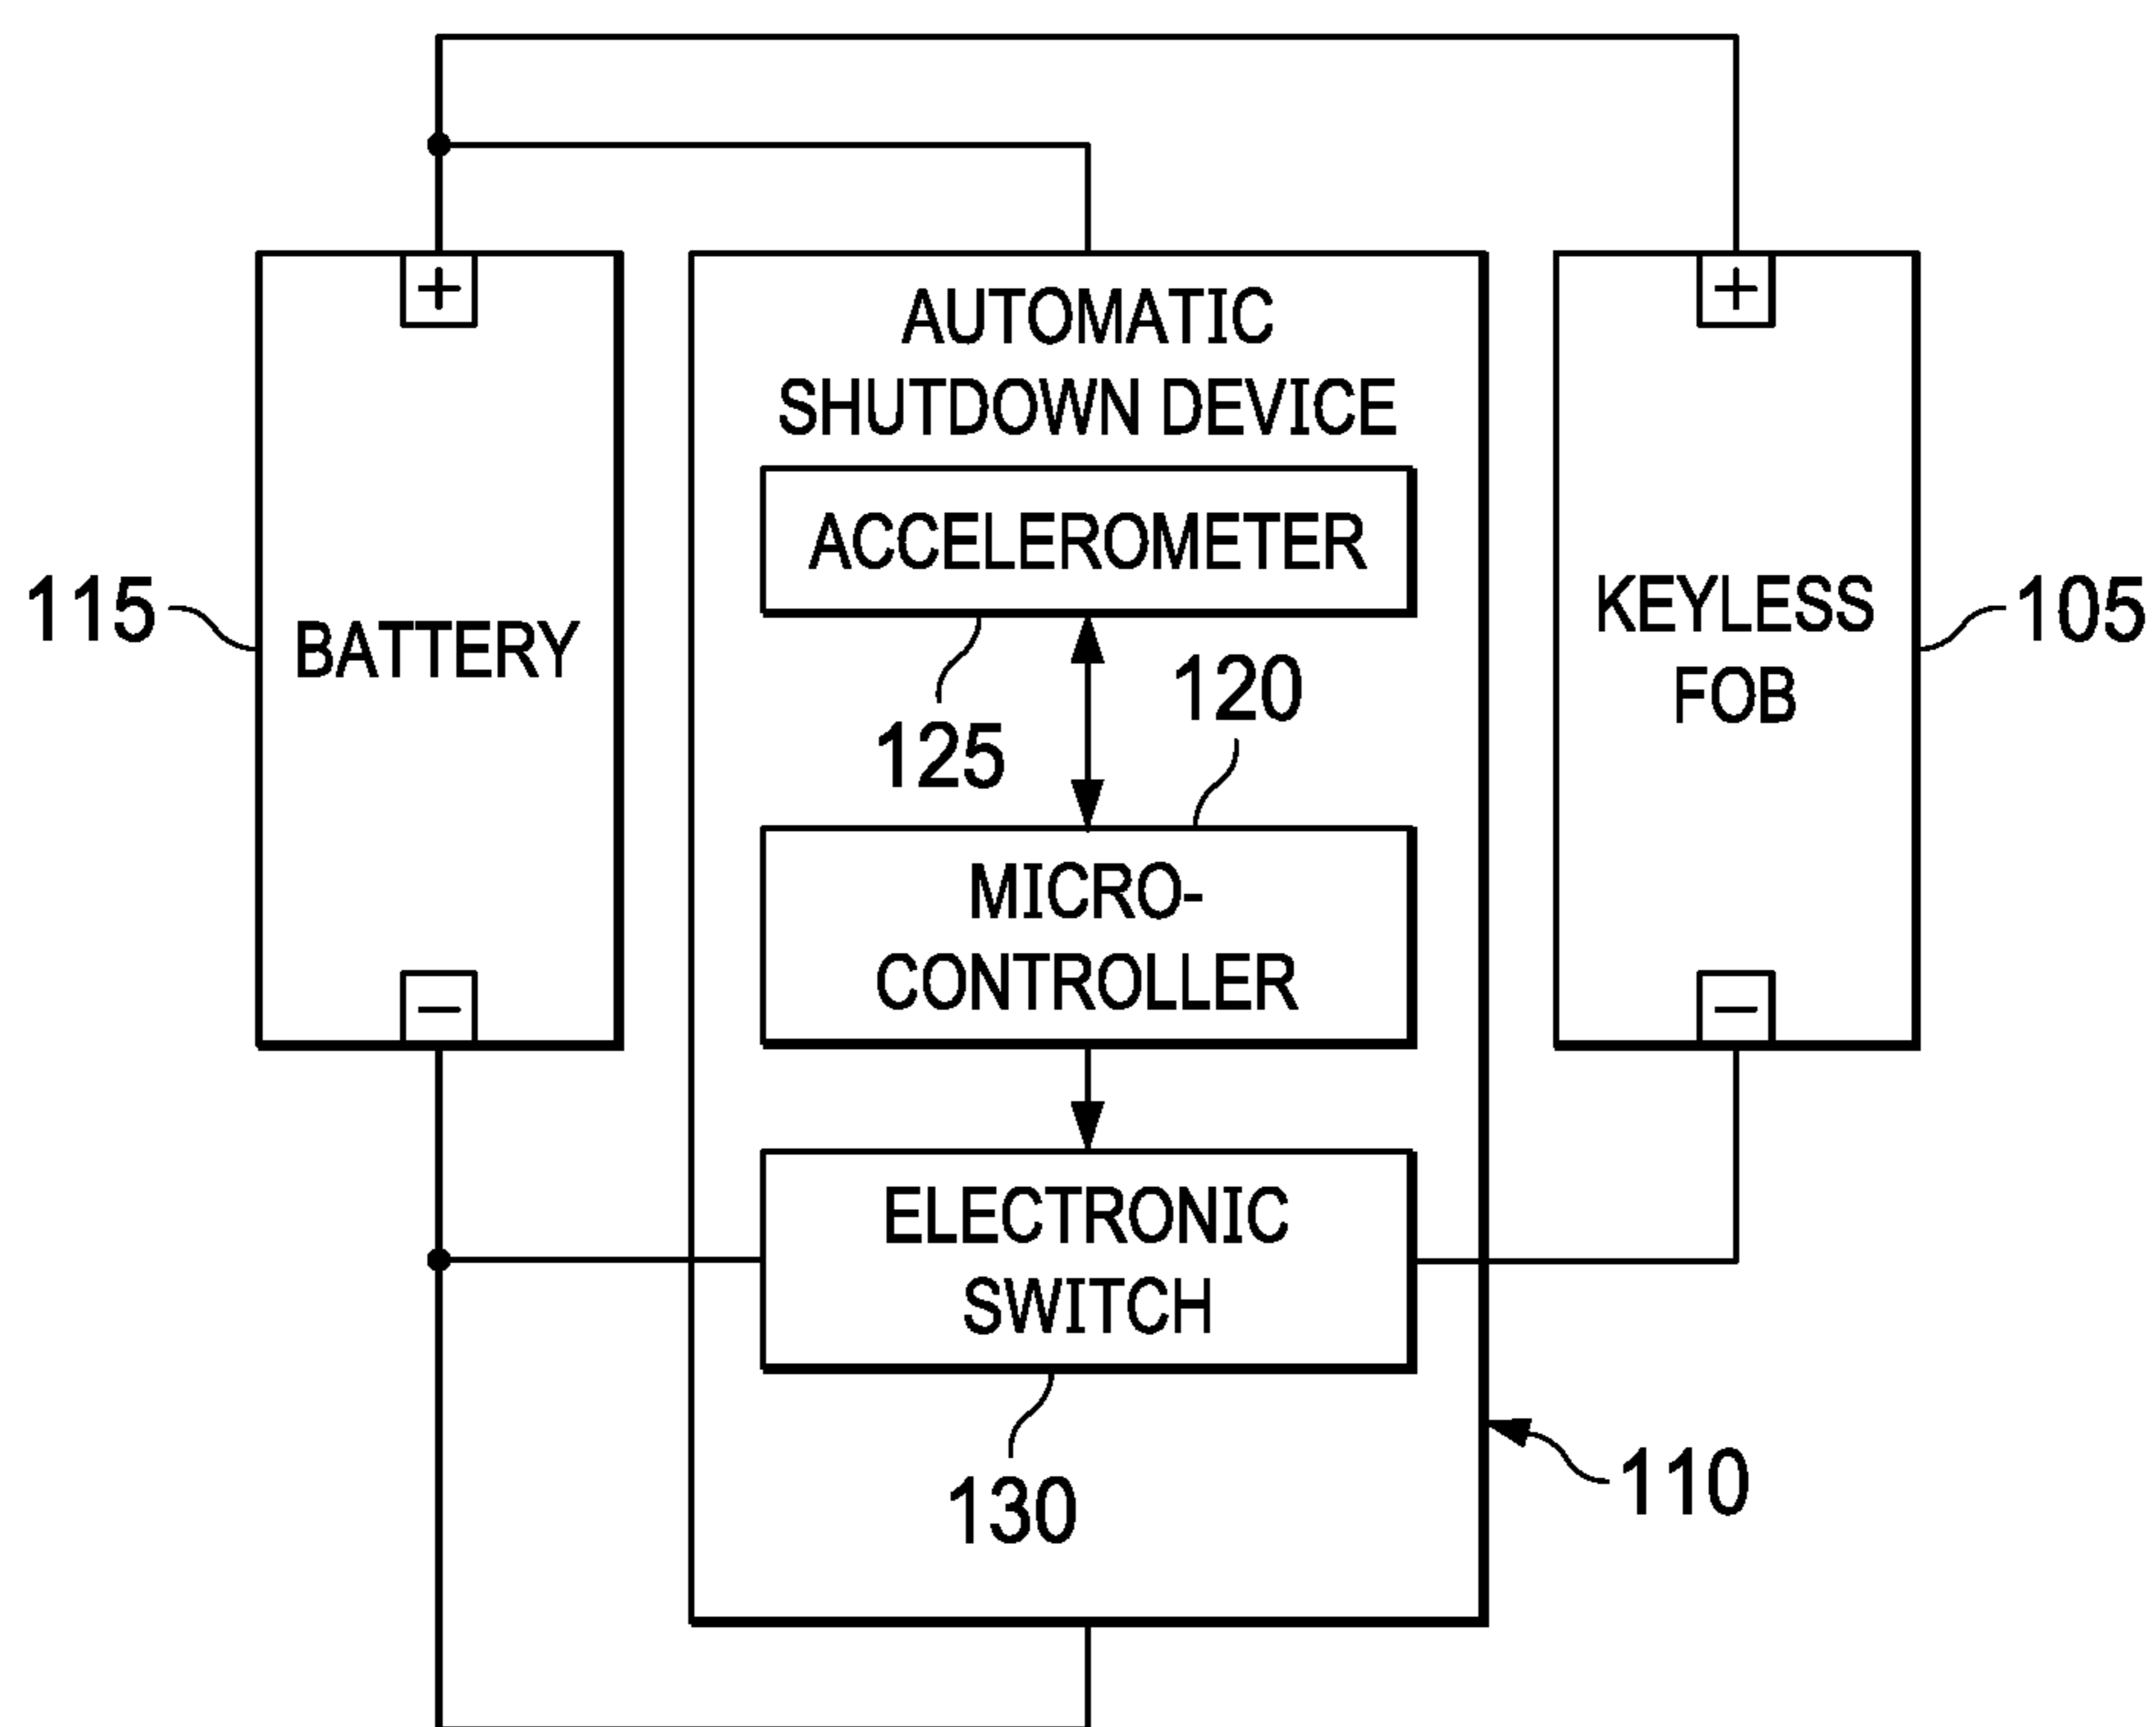 +
AUTOMATIC
SHUTDOWN DEVICE
+
ACCELEROMETER
115
BATTERY
KEYLESS
FOB
105
125
120
MICRO-
CONTROLLER
−
−
ELECTRONIC
SWITCH
130
110